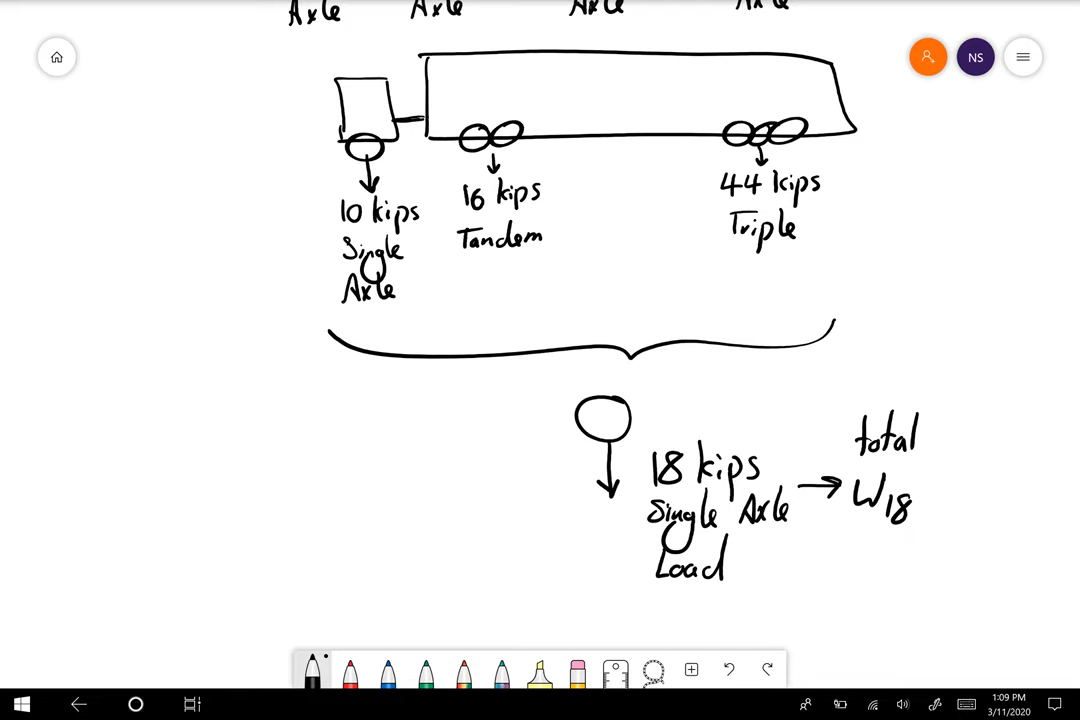 Axle Axle Axle Axle
NS
10 kips
Single
Axle
16 kips
Tandem
44 kips
Triple
18 kips
Single Axle
Load
total
W18
1:09 PM
3/11/2020